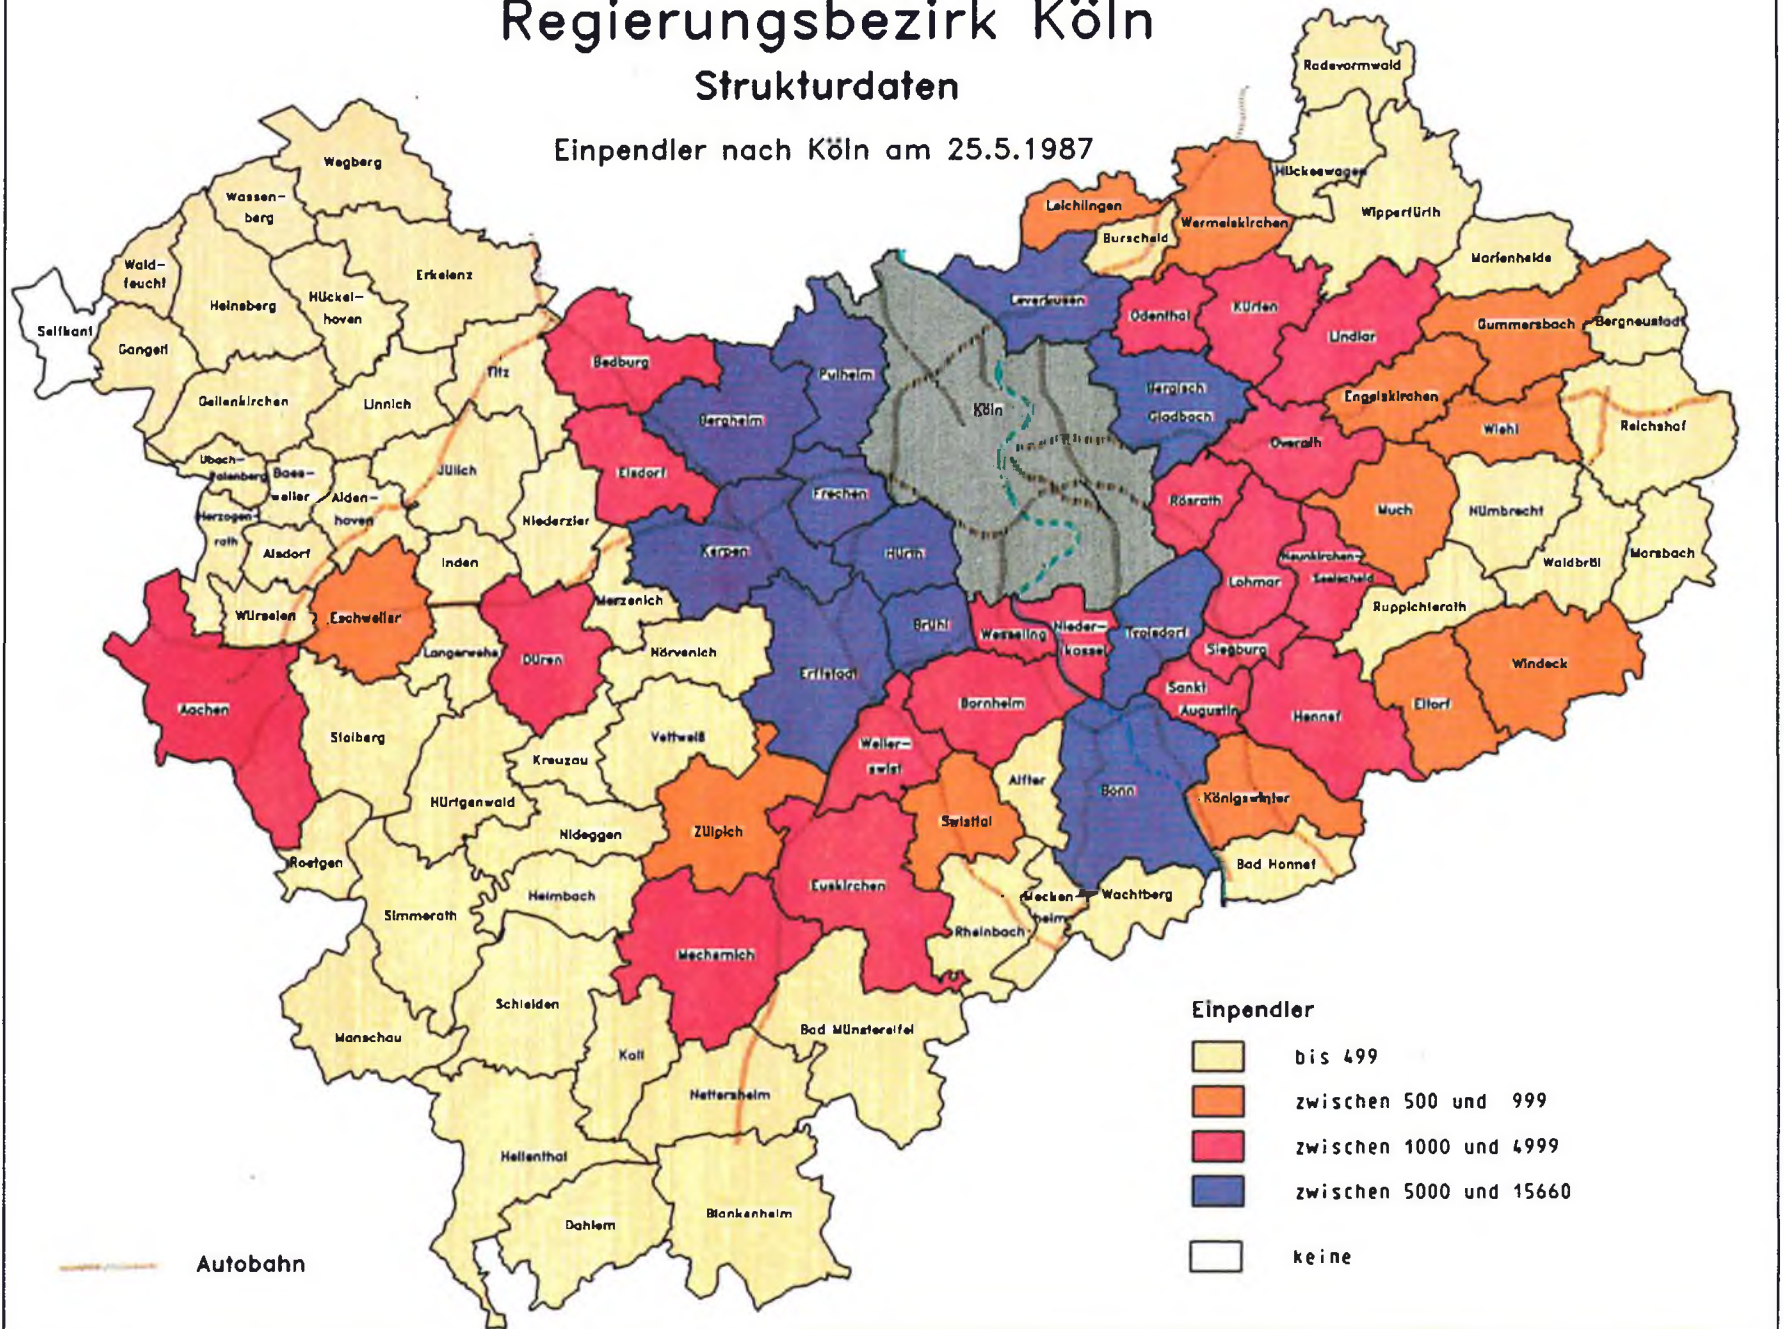 Regierungsbezirk Köln
Strukturdaten
Einpendler nach Köln am 25.5.1987
Radevormwald
Wegberg
Hückeswagen
Wassen-
berg
Leichlingen
Wipperfürth
Wermelskirchen
Burscheid
Marienheide
Wald-
feucht
Erkelenz
Heinsberg
Hückel-
hoven
Leverkusen
Odenthal
Kürten
Lindlar
Gummersbach
Bergneustadt
Selfkant
Gangelt
Bedburg
Titz
Pulheim
Bergisch
Gladbach
Engelskirchen
Geilenkirchen
Linnich
Köln
Bergheim
Wiehl
Reichshof
Overath
Übach-
Palenberg
Baes-
weiler
Jülich
Elsdorf
Alden-
hoven
Frechen
Rösrath
Much
Nümbrecht
Herzogen-
rath
Niederzier
Alsdorf
Inden
Kerpen
Hürth
Neunkirchen-
Seelscheid
Morsbach
Waldbröl
Lohmar
Merzenich
Ruppichteroth
Würselen
Eschweiler
Brühl
Wesseling
Nieder-
kassel
Troisdorf
Siegburg
Langerwehe
Düren
Nörvenich
Windeck
Erftstadt
Sankt
Augustin
Aachen
Bornheim
Hennef
Eitorf
Stolberg
Vettweiß
Weiler-
swist
Kreuzau
Alfter
Bonn
Königswinter
Hürtgenwald
Nideggen
Zülpich
Swisttal
Roetgen
Bad Honnef
Euskirchen
Heimbach
Mecken-
heim
Wachtberg
Simmerath
Rheinbach
Mechernich
Schleiden
Monschau
Bad Münstereifel
Kall
Nettersheim
Hellenthal
Blankenheim
Dahlem
Einpendler
bis 499
zwischen 500 und 999
zwischen 1000 und 4999
zwischen 5000 und 15660
keine
Autobahn